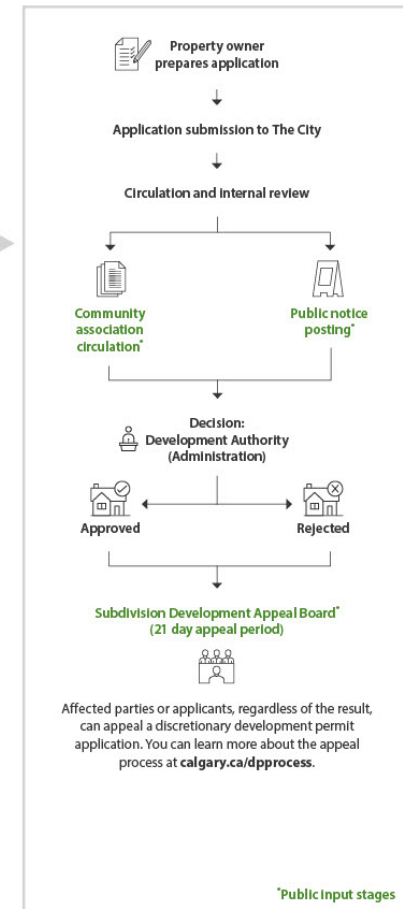 Property owner
prepares application
Application submission to The City
Circulation and internal review
Community
association
circulation*
Public notice
posting*
Decision:
Development Authority
(Administration)
Approved
Rejected
Subdivision Development Appeal Board*
(21 day appeal period)
Affected parties or applicants, regardless of the result,
can appeal a discretionary development permit
application. You can learn more about the appeal
process at calgary.ca/dpprocess.
*Public input stages